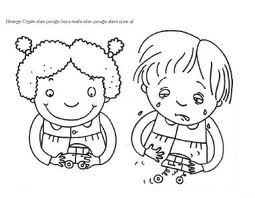 Yönerge: Üzgün olan çocuğu boya mutlu olan çocuğu daire içine al